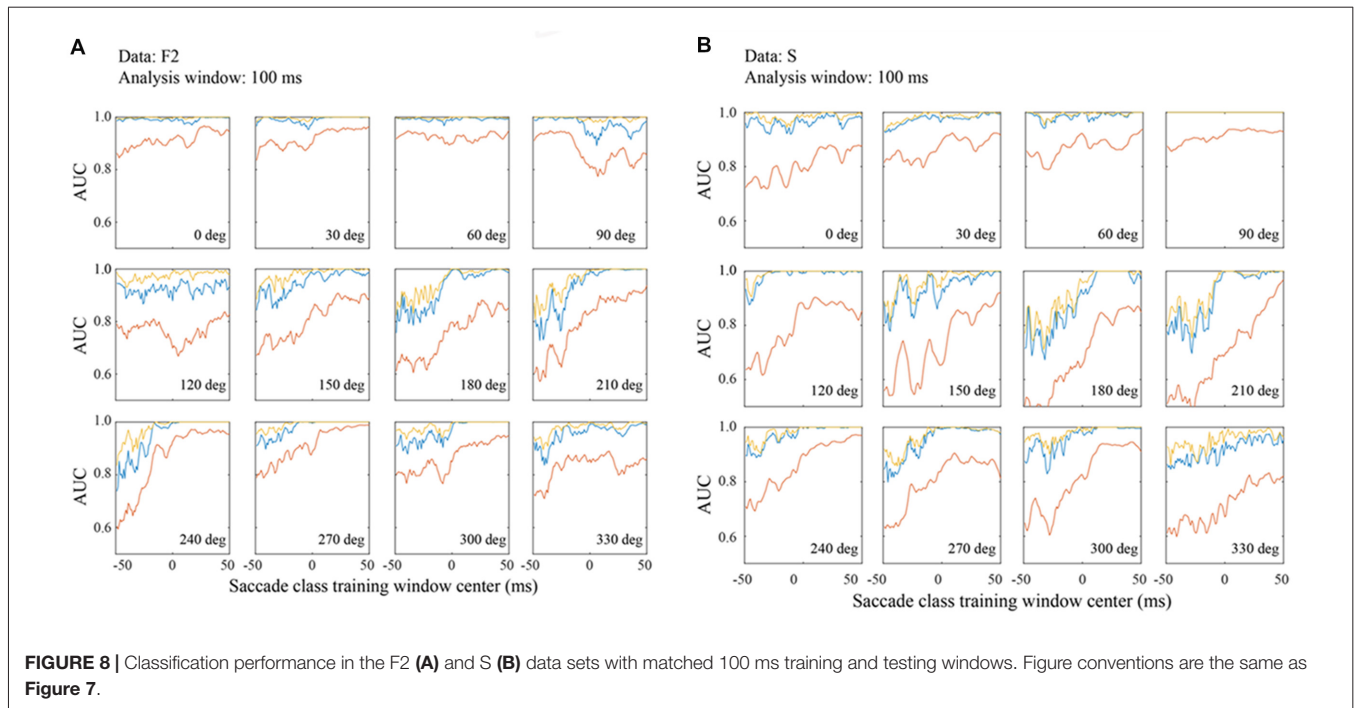 A
Data: F2
Analysis window: 100 ms
1.0
0.8
0.6
AUC
0 deg
30 deg
60 deg
90 deg
1.0
0.8
0.6
AUC
120 deg
150 deg
180 deg
210 deg
1.0
0.8
0.6
AUC
240 deg
270 deg
300 deg
330 deg
-50 0 50 -50 0 50 -50 0 50 -50 0 50
Saccade class training window center (ms)
B
Data: S
Analysis window: 100 ms
1.0
0.8
0.6
AUC
0 deg
30 deg
60 deg
90 deg
1.0
0.8
0.6
AUC
120 deg
150 deg
180 deg
210 deg
1.0
0.8
0.6
AUC
240 deg
270 deg
300 deg
330 deg
-50 0 50 -50 0 50 -50 0 50 -50 0 50
Saccade class training window center (ms)
FIGURE 8 | Classification performance in the F2 (A) and S (B) data sets with matched 100 ms training and testing windows. Figure conventions are the same as
Figure 7.